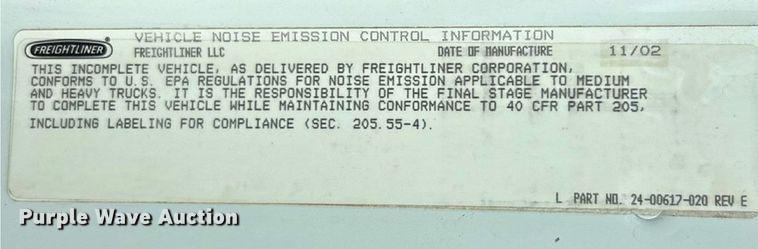 VEHICLE NOISE EMISSION CONTROL INFORMATION
FREIGHTLINER FREIGHTLINER LLC DATE OF MANUFACTURE 11/02
THIS INCOMPLETE VEHICLE, AS DELIVERED BY FREIGHTLINER CORPORATION,
CONFORMS TO U.S. EPA REGULATIONS FOR NOISE EMISSION APPLICABLE TO MEDIUM
AND HEAVY TRUCKS. IT IS THE RESPONSIBILITY OF THE FINAL STAGE MANUFACTURER
TO COMPLETE THIS VEHICLE WHILE MAINTAINING CONFORMANCE TO 40 CFR PART 205,
INCLUDING LABELING FOR COMPLIANCE (SEC. 205.55-4).
L PART NO. 24-00617-020 REV E
Purple Wave Auction